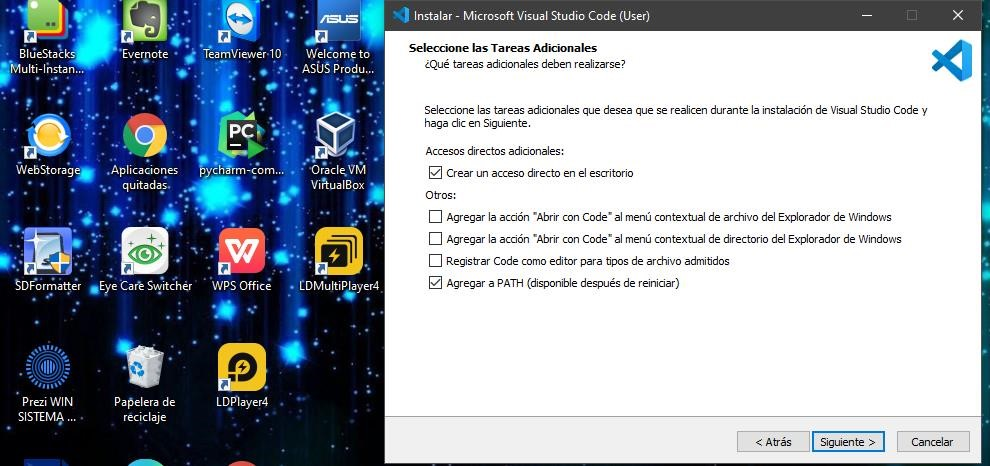 BlueStacks
Multi-Instan...
Evernote
TeamViewer 10
ASUS
Welcome to
ASUS Produ...
WebStorage
Aplicaciones
quitadas
PC
pycharm-com...
Oracle VM
VirtualBox
SDFormatter
Eye Care Switcher
W
WPS Office
LDMultiPlayer4
Prezi WIN
SISTEMA ...
Papelera de
reciclaje
LDPlayer4
Instalar - Microsoft Visual Studio Code (User)
Seleccione las Tareas Adicionales
¿Qué tareas adicionales deben realizarse?
Seleccione las tareas adicionales que desea que se realicen durante la instalación de Visual Studio Code y
haga clic en Siguiente.
Accesos directos adicionales:
Crear un acceso directo en el escritorio
Otros:
Agregar la acción "Abrir con Code" al menú contextual de archivo del Explorador de Windows
Agregar la acción "Abrir con Code" al menú contextual de directorio del Explorador de Windows
Registrar Code como editor para tipos de archivo admitidos
Agregar a PATH (disponible después de reiniciar)
< Atrás
Siguiente >
Cancelar